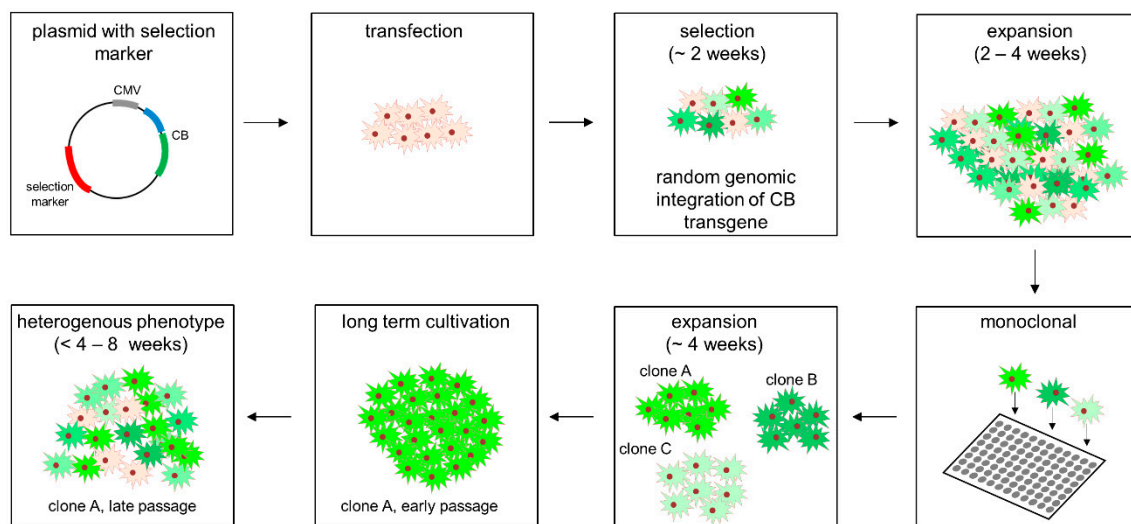 plasmid with selection
marker
CMV
CB
selection
marker
transfection
selection
(~ 2 weeks)
random genomic
integration of CB
transgene
expansion
(2 – 4 weeks)
monoclonal
expansion
(~ 4 weeks)
clone A
clone B
clone C
long term cultivation
clone A, early passage
heterogenous phenotype
(< 4 – 8 weeks)
clone A, late passage